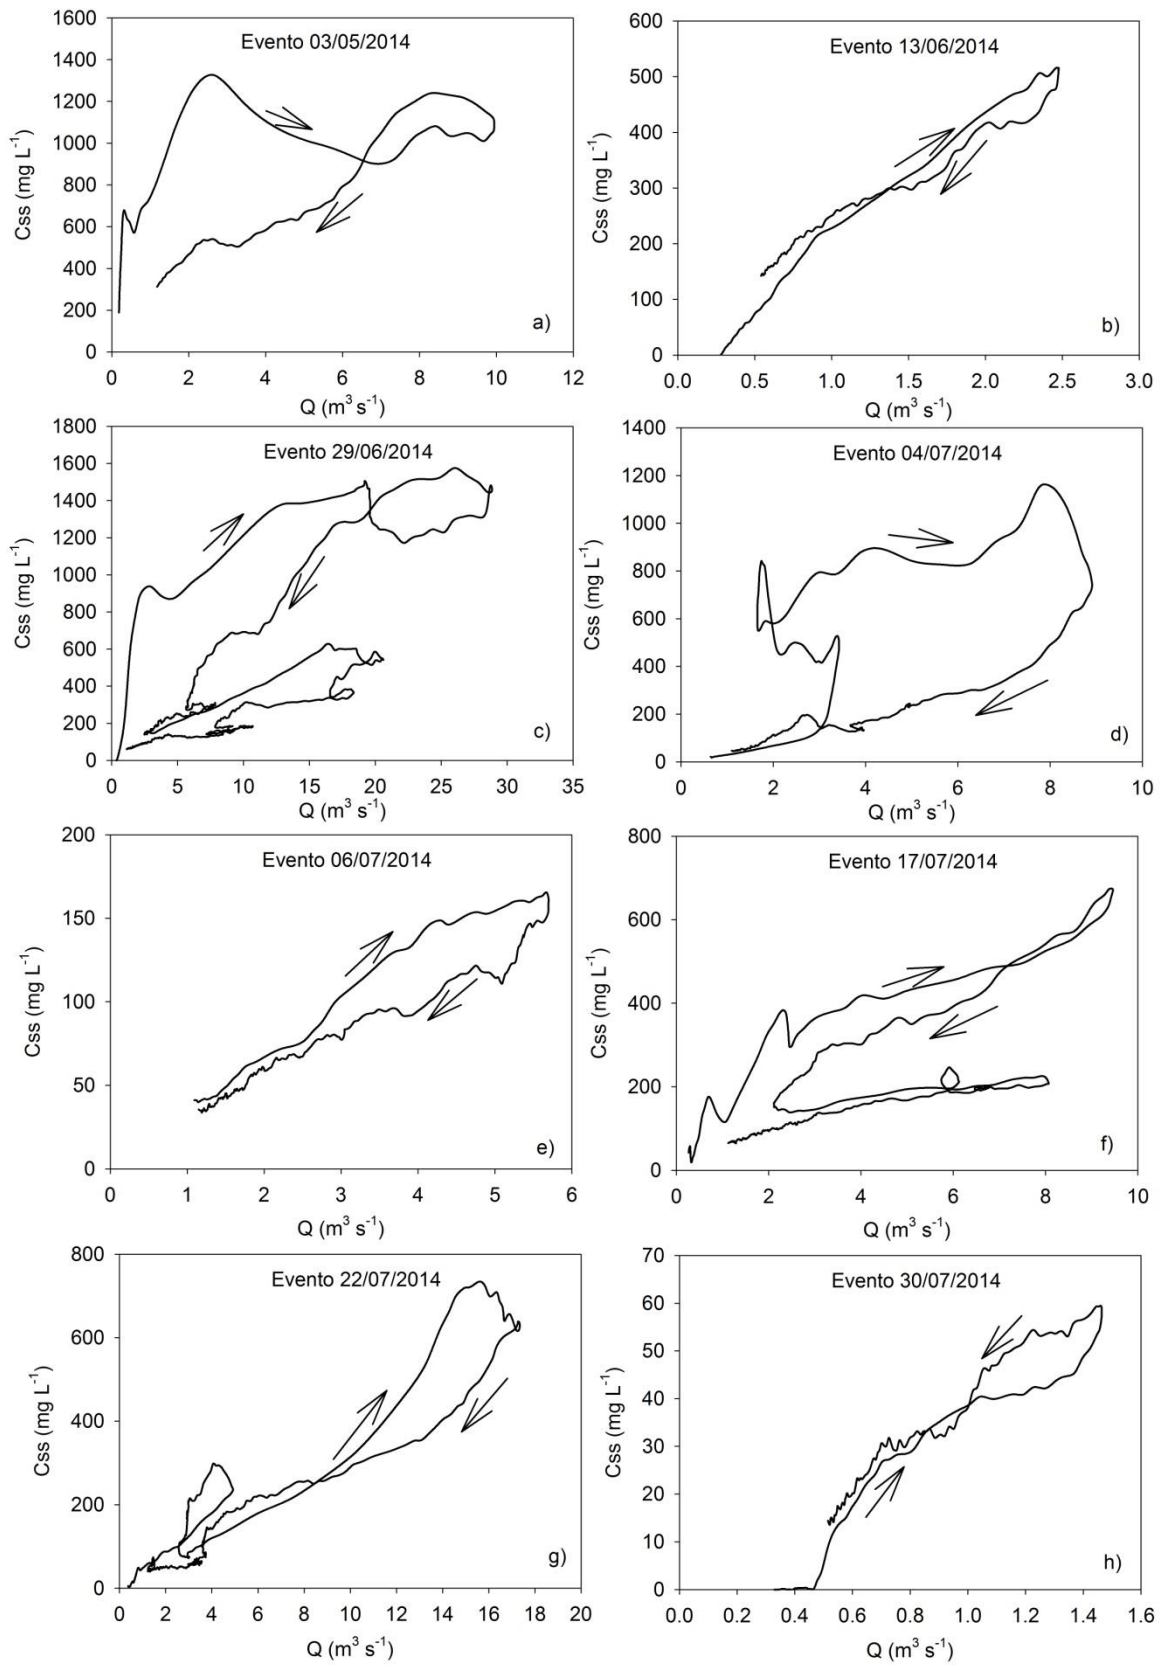 Evento 03/05/2014
Css (mg L⁻¹)
1600
1400
1200
1000
800
600
400
200
0
a)
0 2 4 6 8 10 12
Q (m³ s⁻¹)
Evento 13/06/2014
Css (mg L⁻¹)
600
500
400
300
200
100
0
b)
0.0 0.5 1.0 1.5 2.0 2.5 3.0
Q (m³ s⁻¹)
Evento 29/06/2014
Css (mg L⁻¹)
1800
1600
1400
1200
1000
800
600
400
200
0
c)
0 5 10 15 20 25 30 35
Q (m³ s⁻¹)
Evento 04/07/2014
Css (mg L⁻¹)
1400
1200
1000
800
600
400
200
0
d)
0 2 4 6 8 10
Q (m³ s⁻¹)
Evento 06/07/2014
Css (mg L⁻¹)
200
150
100
50
0
e)
0 1 2 3 4 5 6
Q (m³ s⁻¹)
Evento 17/07/2014
Css (mg L⁻¹)
800
600
400
200
0
f)
0 2 4 6 8 10
Q (m³ s⁻¹)
Evento 22/07/2014
Css (mg L⁻¹)
800
600
400
200
0
g)
0 2 4 6 8 10 12 14 16 18 20
Q (m³ s⁻¹)
Evento 30/07/2014
Css (mg L⁻¹)
70
60
50
40
30
20
10
0
h)
0.0 0.2 0.4 0.6 0.8 1.0 1.2 1.4 1.6
Q (m³ s⁻¹)